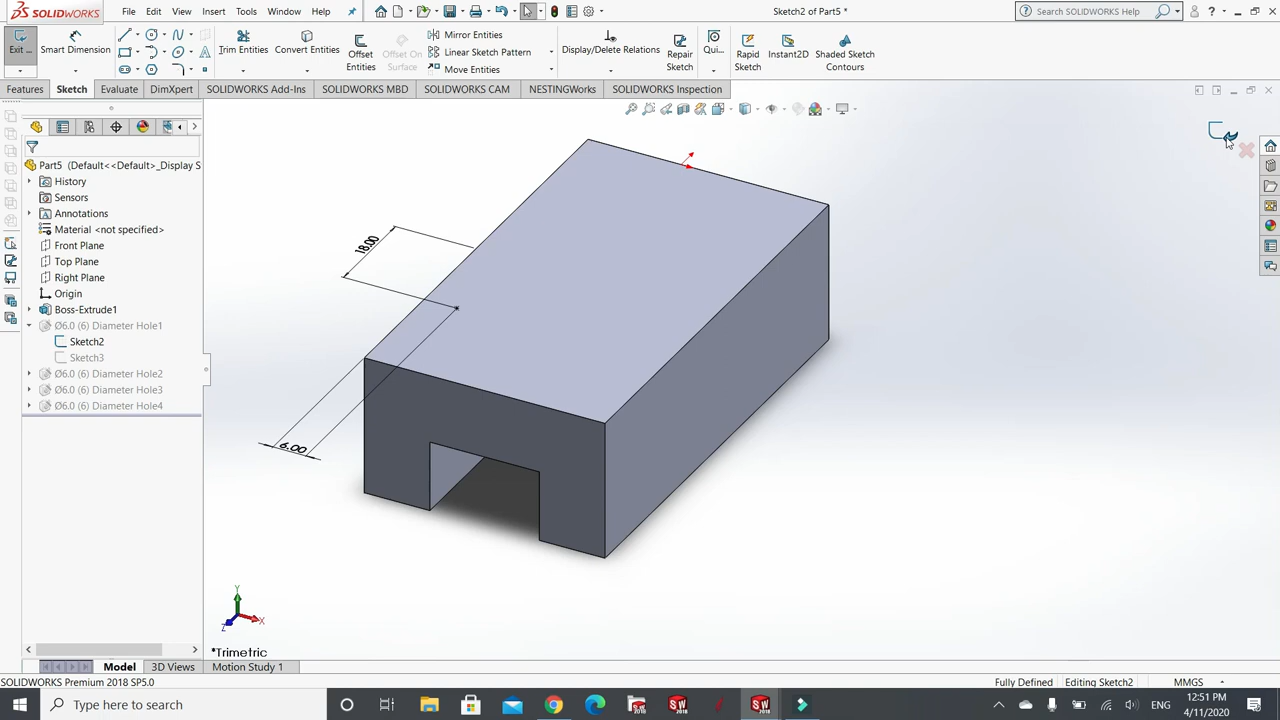 SOLIDWORKS File Edit View Insert Tools Window Help Sketch2 of Part5 * Search SOLIDWORKS Help
Exit ... Smart Dimension Trim Entities Convert Entities Offset Entities Offset On Surface Mirror Entities Linear Sketch Pattern Move Entities Display/Delete Relations Repair Sketch Qui... Rapid Sketch Instant2D Shaded Sketch Contours
Features Sketch Evaluate DimXpert SOLIDWORKS Add-Ins SOLIDWORKS MBD SOLIDWORKS CAM NESTINGWorks SOLIDWORKS Inspection
Part5 (Default<<Default>_Display S
History
Sensors
Annotations
Material <not specified>
Front Plane
Top Plane
Right Plane
Origin
Boss-Extrude1
Ø6.0 (6) Diameter Hole1
Sketch2
Sketch3
Ø6.0 (6) Diameter Hole2
Ø6.0 (6) Diameter Hole3
Ø6.0 (6) Diameter Hole4
18.00
6.00
Y
X
Z
*Trimetric
Model 3D Views Motion Study 1
SOLIDWORKS Premium 2018 SP5.0 Fully Defined Editing Sketch2 MMGS
Type here to search ENG 12:51 PM
4/11/2020